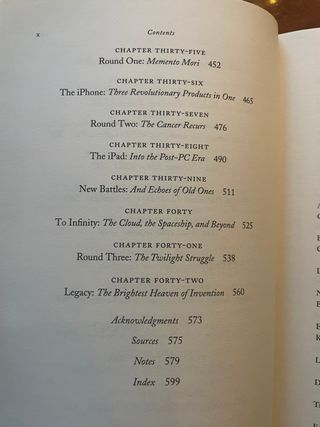 x
Contents
CHAPTER THIRTY-FIVE
Round One: Memento Mori 452
CHAPTER THIRTY-SIX
The iPhone: Three Revolutionary Products in One 465
CHAPTER THIRTY-SEVEN
Round Two: The Cancer Recurs 476
CHAPTER THIRTY-EIGHT
The iPad: Into the Post-PC Era 490
CHAPTER THIRTY-NINE
New Battles: And Echoes of Old Ones 511
CHAPTER FORTY
To Infinity: The Cloud, the Spaceship, and Beyond 525
CHAPTER FORTY-ONE
Round Three: The Twilight Struggle 538
CHAPTER FORTY-TWO
Legacy: The Brightest Heaven of Invention 560
Acknowledgments 573
Sources 575
Notes 579
Index 599